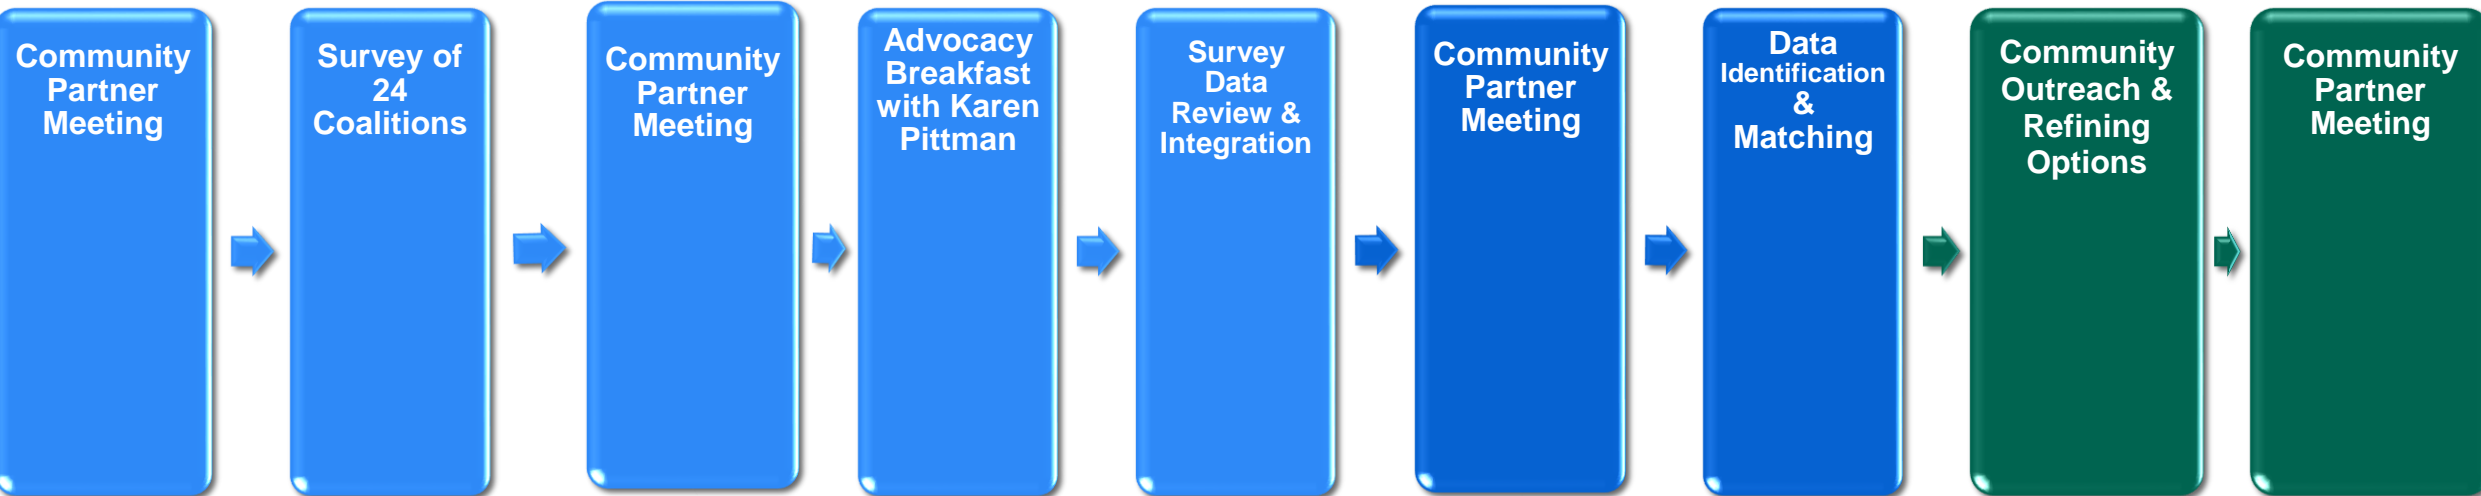 Community
Partner
Meeting
Survey of
24
Coalitions
Community
Partner
Meeting
Advocacy
Breakfast
with Karen
Pittman
Survey
Data
Review &
Integration
Community
Partner
Meeting
Data
Identification
&
Matching
Community
Outreach &
Refining
Options
Community
Partner
Meeting